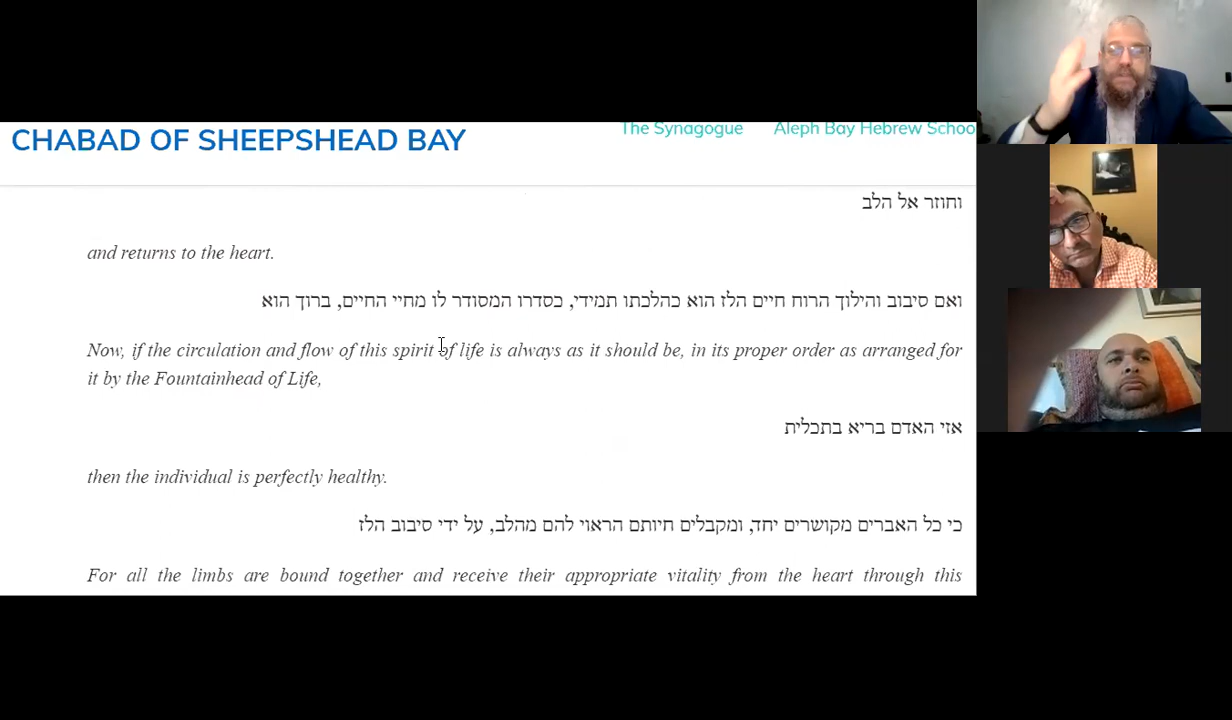 CHABAD OF SHEEPSHEAD BAY
The Synagogue
Aleph Bay Hebrew Schoo
וחוזר אל הלב
and returns to the heart.
ואם סיבוב והילוך הרוח חיים הלז הוא כהלכתו תמידי, כסדרו המסודר לו מחיי החיים, ברוך הוא
Now, if the circulation and flow of this spirit of life is always as it should be, in its proper order as arranged for
it by the Fountainhead of Life,
אזי האדם בריא בתכלית
then the individual is perfectly healthy.
כי כל האברים מקושרים יחד, ומקבלים חיותם הראוי להם מהלב, על ידי סיבוב הלז
For all the limbs are bound together and receive their appropriate vitality from the heart through this